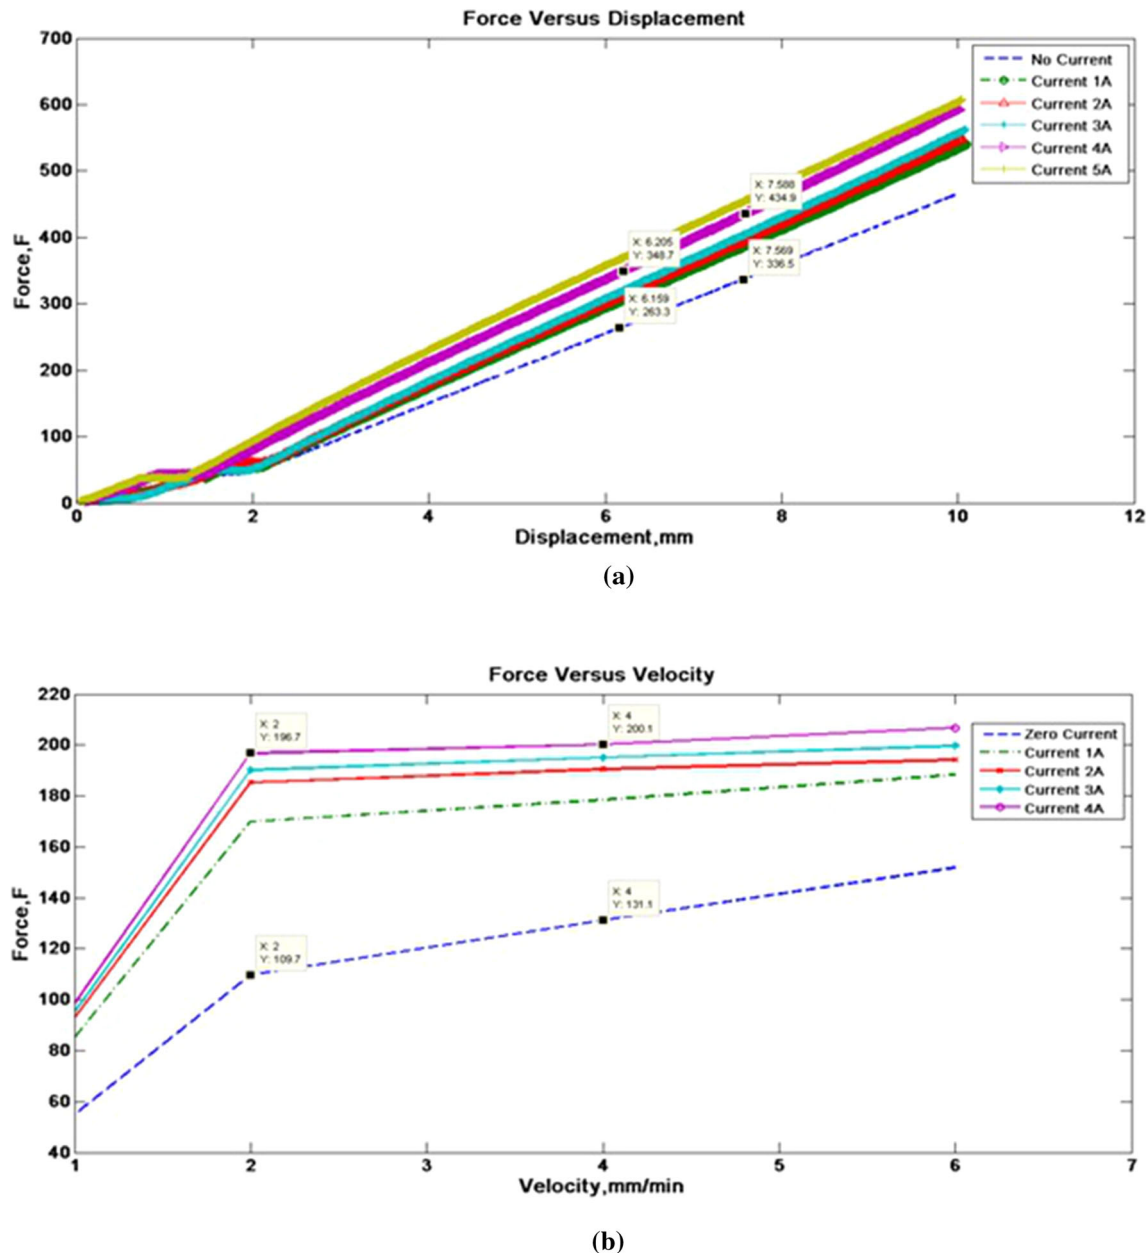 Force Versus Displacement
700
600
500
400
300
200
100
0
Force,F
0 2 4 6 8 10 12
Displacement,mm
No Current
Current 1A
Current 2A
Current 3A
Current 4A
Current 5A
X: 7.588
Y: 434.9
X: 6.205
Y: 348.7
X: 7.569
Y: 336.5
X: 6.159
Y: 263.3
(a)
Force Versus Velocity
220
200
180
160
140
120
100
80
60
40
Force,F
1 2 3 4 5 6 7
Velocity,mm/min
Zero Current
Current 1A
Current 2A
Current 3A
Current 4A
X: 2
Y: 196.7
X: 4
Y: 200.1
X: 4
Y: 131.1
X: 2
Y: 109.7
(b)